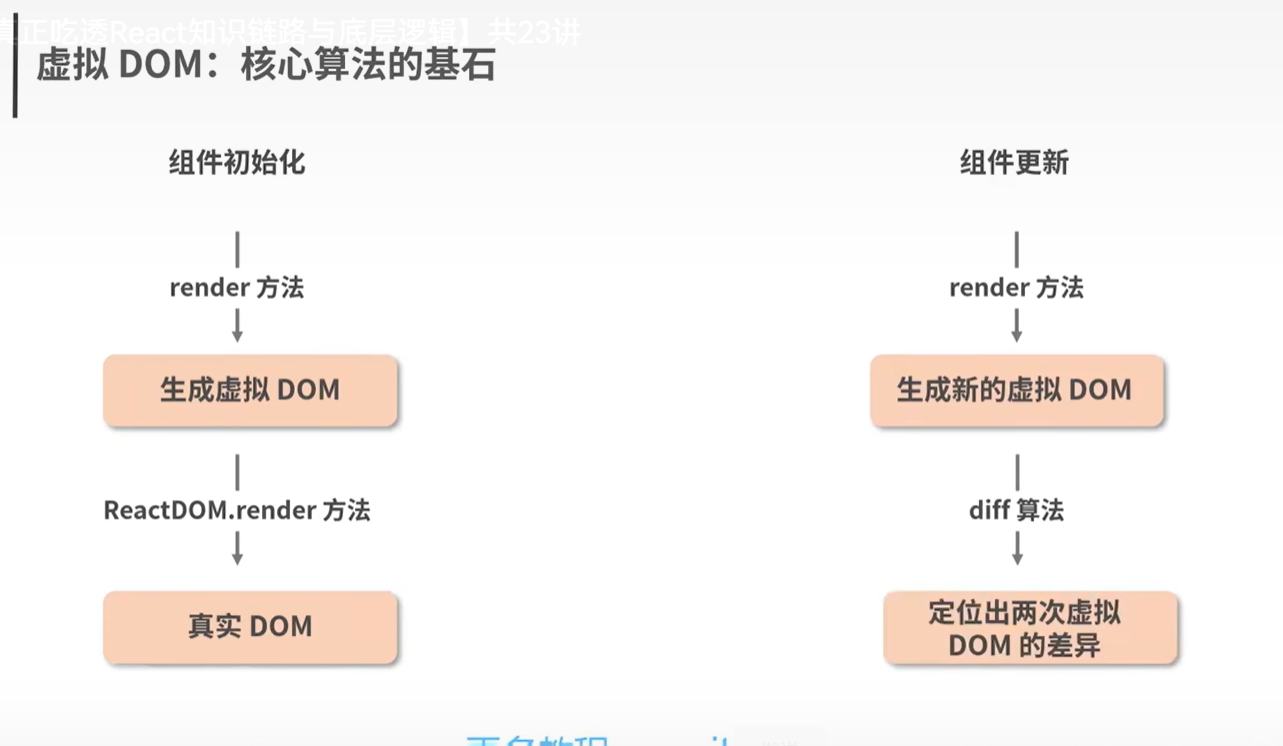 真正吃透React知识链路与底层逻辑】共23讲
虚拟 DOM：核心算法的基石
组件初始化
render 方法
生成虚拟 DOM
ReactDOM.render 方法
真实 DOM
组件更新
render 方法
生成新的虚拟 DOM
diff 算法
定位出两次虚拟
DOM 的差异